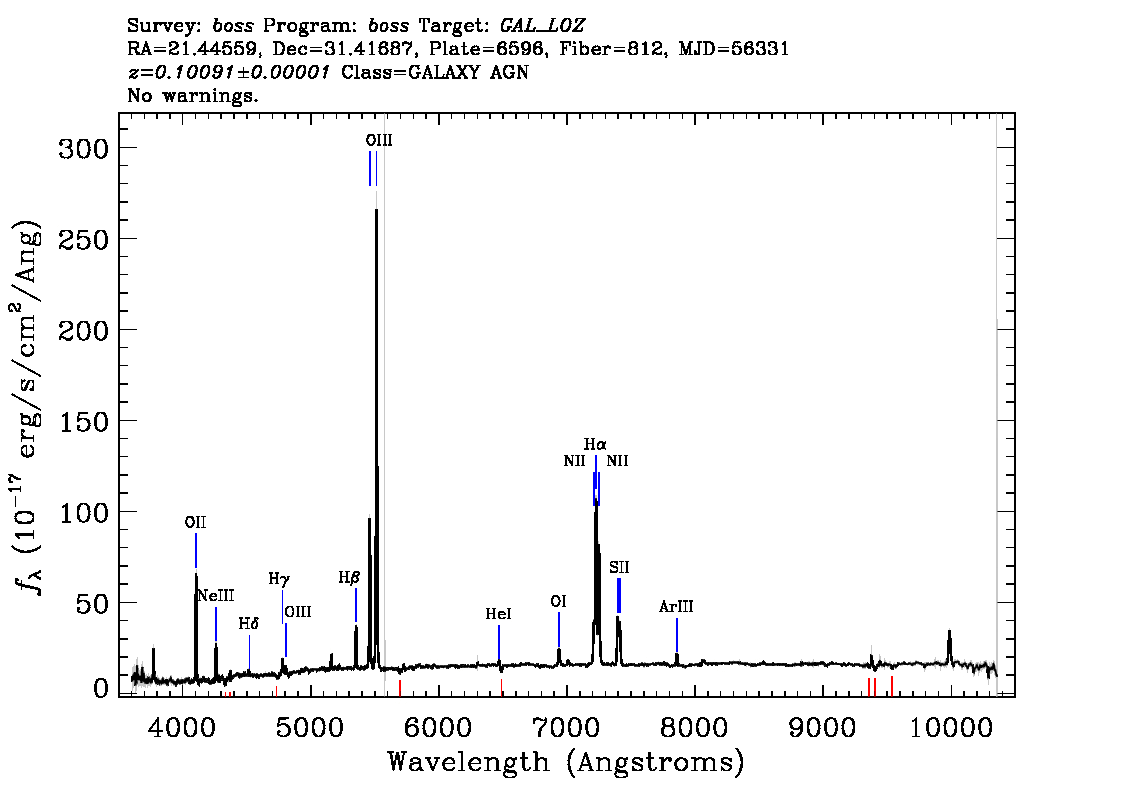 Survey: boss Program: boss Target: GAL_LOZ
RA=21.44559, Dec=31.41687, Plate=6596, Fiber=812, MJD=56331
z=0.10091±0.00001 Class=GALAXY AGN
No warnings.
300
250
200
150
100
50
0
f_λ (10^−17 erg/s/cm^2/Ang)
OII
NeIII
Hδ
Hγ
OIII
Hβ
OIII
HeI
OI
NII
Hα
NII
SII
ArIII
4000 5000 6000 7000 8000 9000 10000
Wavelength (Angstroms)